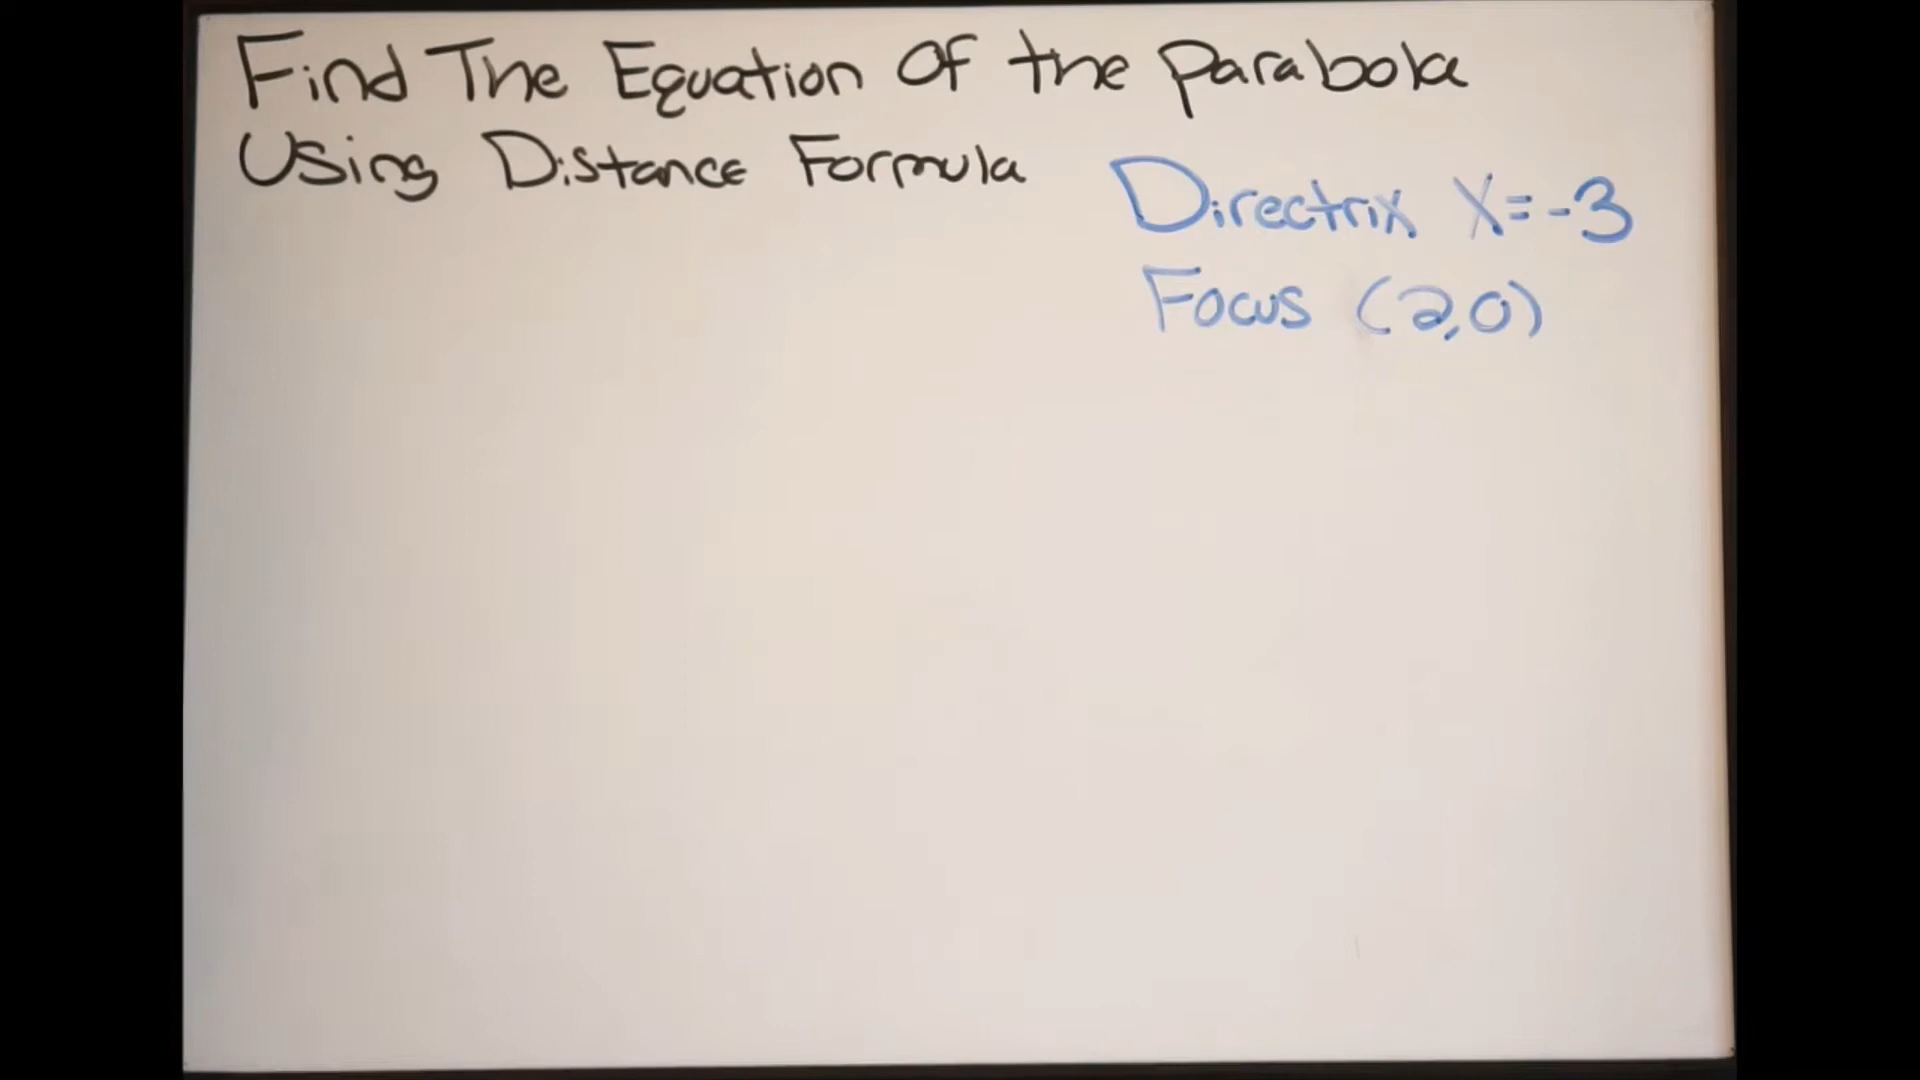 Find The Equation Of the Parabola
Using Distance Formula
Directrix X=-3
Focus (2,0)